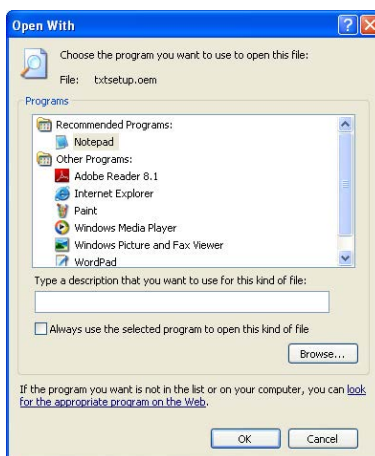 Open With
Choose the program you want to use to open this file:
File: txtsetup.oem
Programs
Recommended Programs:
Notepad
Other Programs:
Adobe Reader 8.1
Internet Explorer
Paint
Windows Media Player
Windows Picture and Fax Viewer
WordPad
Type a description that you want to use for this kind of file:
Always use the selected program to open this kind of file
Browse...
If the program you want is not in the list or on your computer, you can look
for the appropriate program on the Web.
OK
Cancel